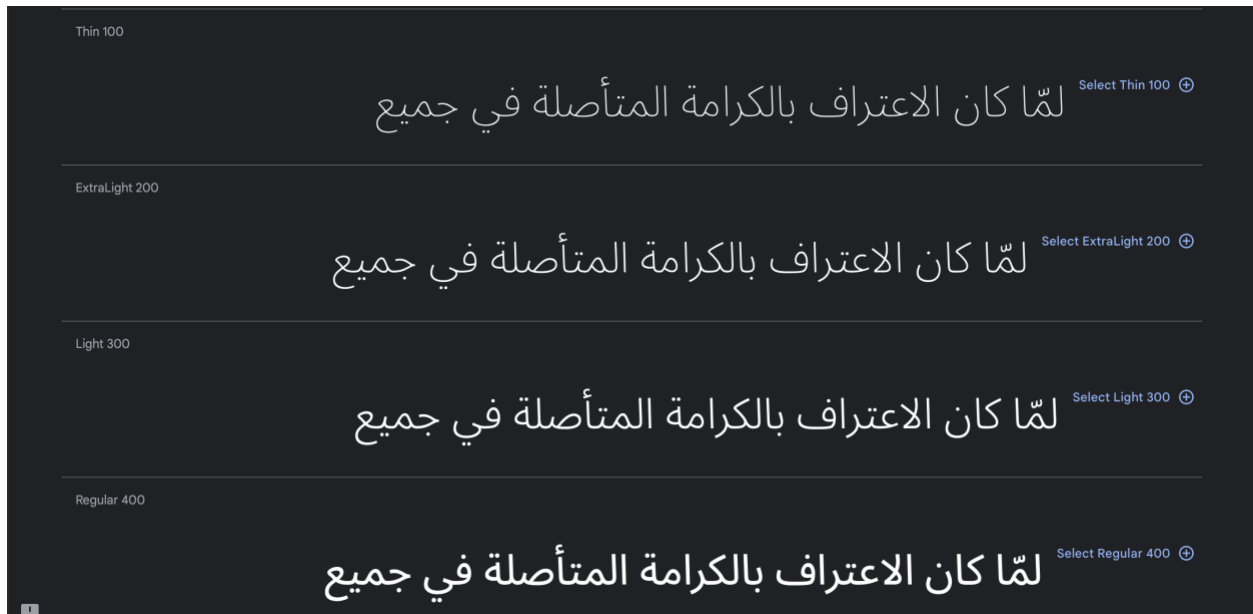 Thin 100
Select Thin 100
لمّا كان الاعتراف بالكرامة المتأصلة في جميع
ExtraLight 200
Select ExtraLight 200
لمّا كان الاعتراف بالكرامة المتأصلة في جميع
Light 300
Select Light 300
لمّا كان الاعتراف بالكرامة المتأصلة في جميع
Regular 400
Select Regular 400
لمّا كان الاعتراف بالكرامة المتأصلة في جميع